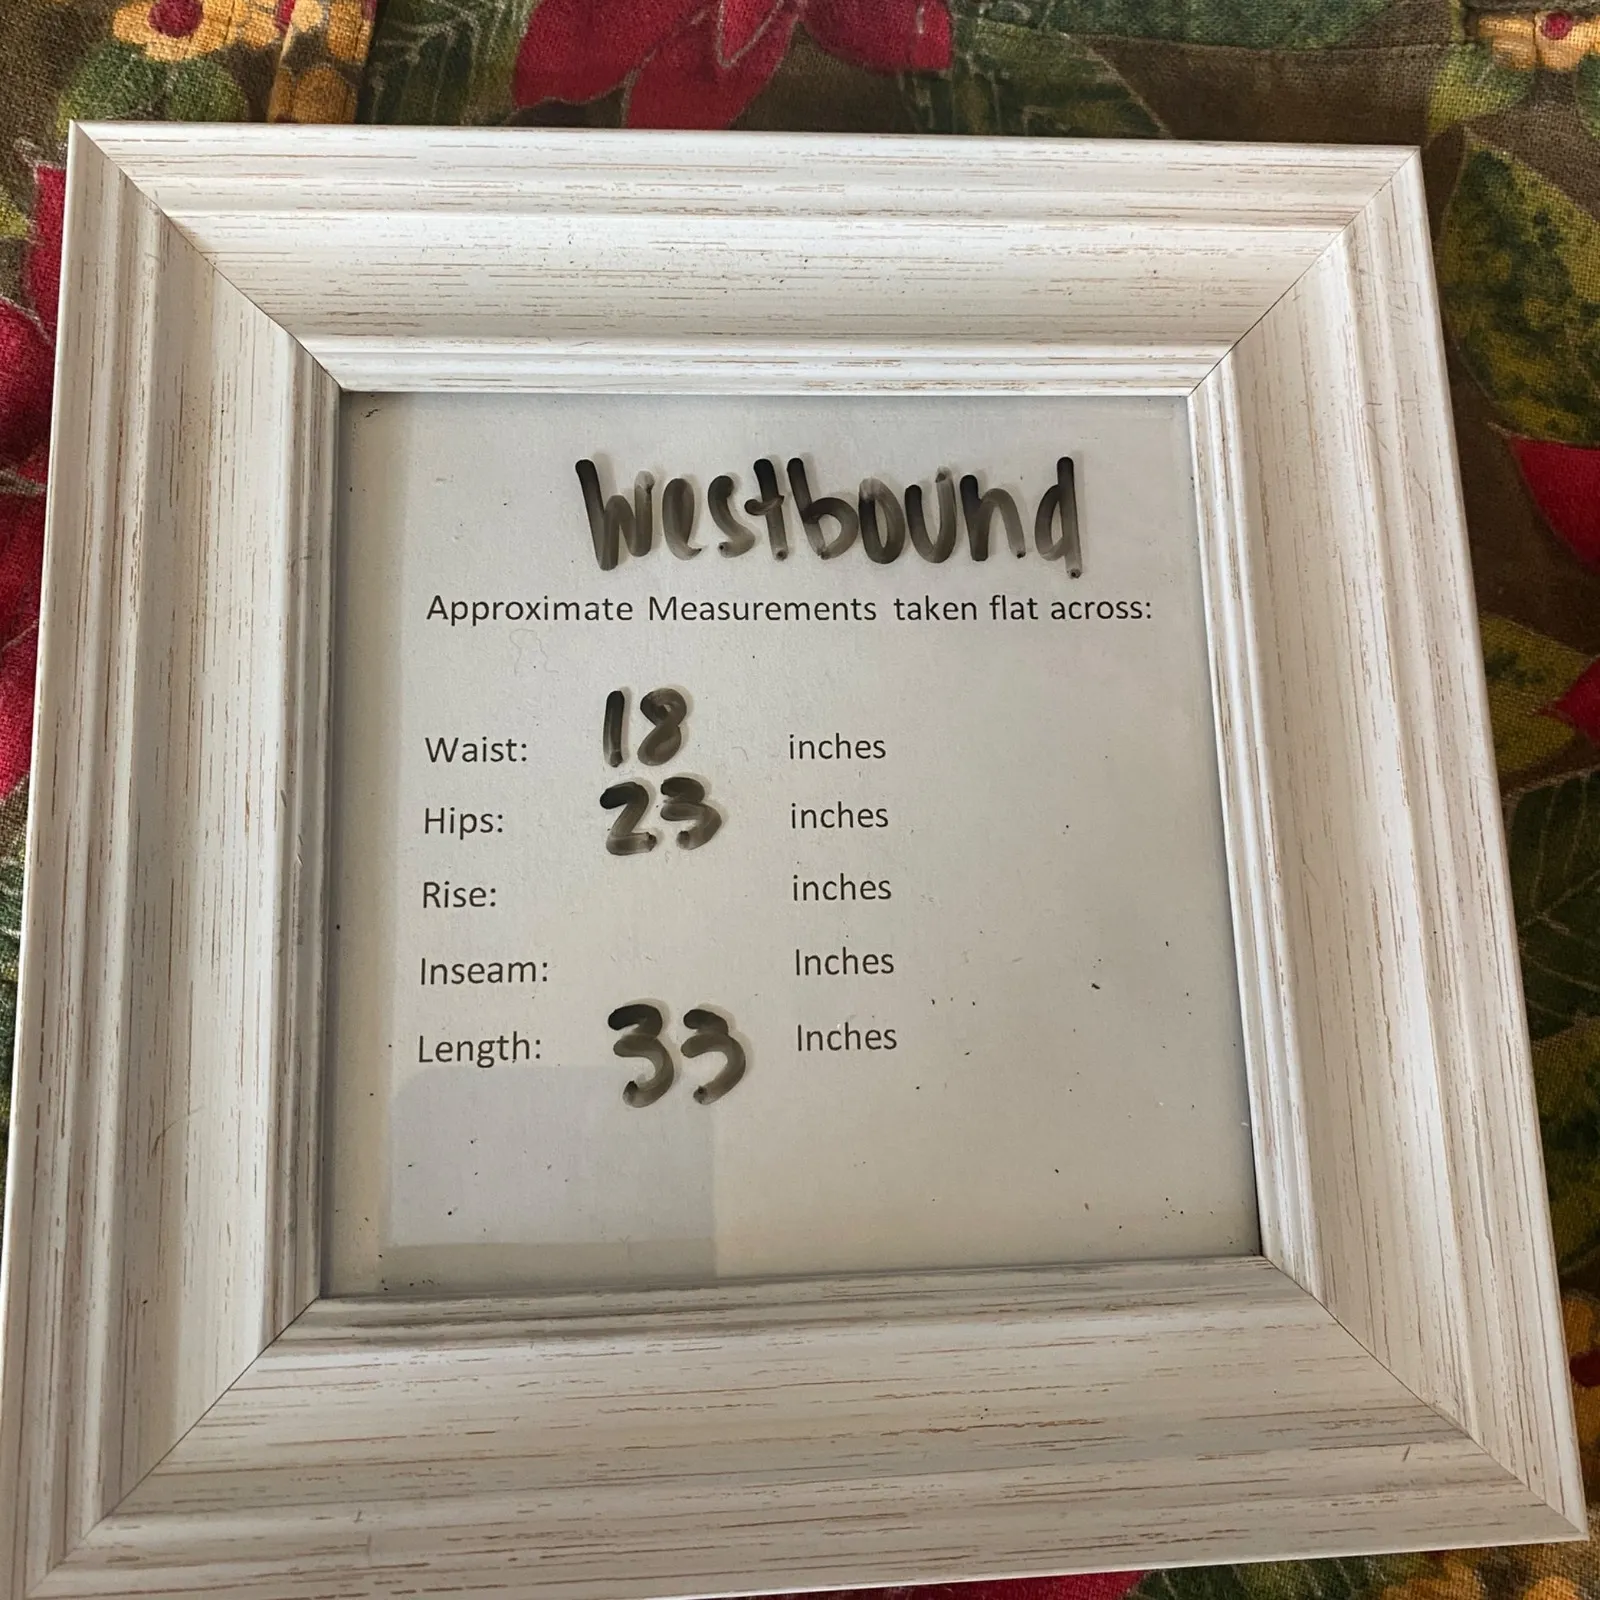 Westbound
Approximate Measurements taken flat across:
Waist: 18 inches
Hips: 23 inches
Rise: inches
Inseam: Inches
Length: 33 Inches